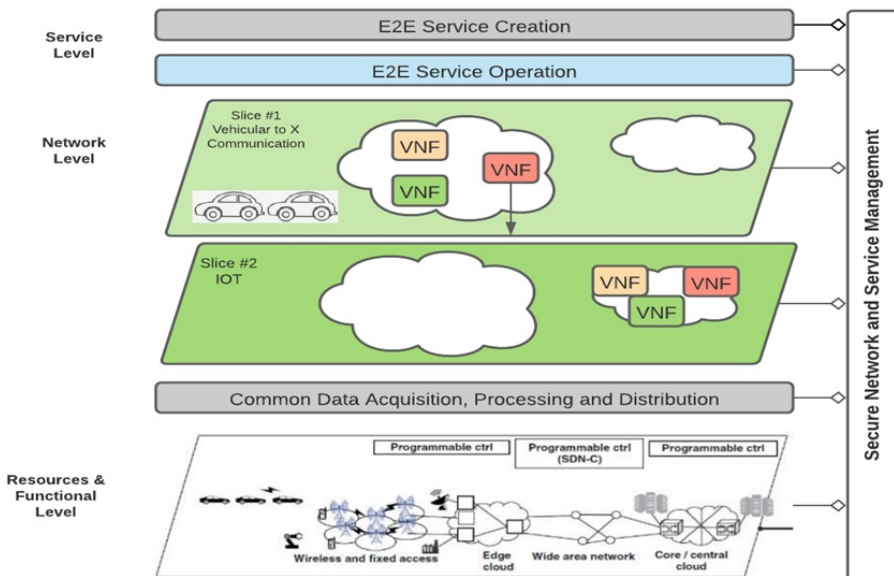 E2E Service Creation
Service
Level
E2E Service Operation
Slice #1
Vehicular to X
Communication
Network
Level
VNF
VNF
VNF
Slice #2
IOT
VNF
VNF
VNF
Common Data Acquisition, Processing and Distribution
Programmable ctrl
Programmable ctrl
(SDN-C)
Programmable ctrl
Resources &
Functional
Level
Wireless and fixed access
Edge
cloud
Wide area network
Core / central
cloud
Secure Network and Service Management